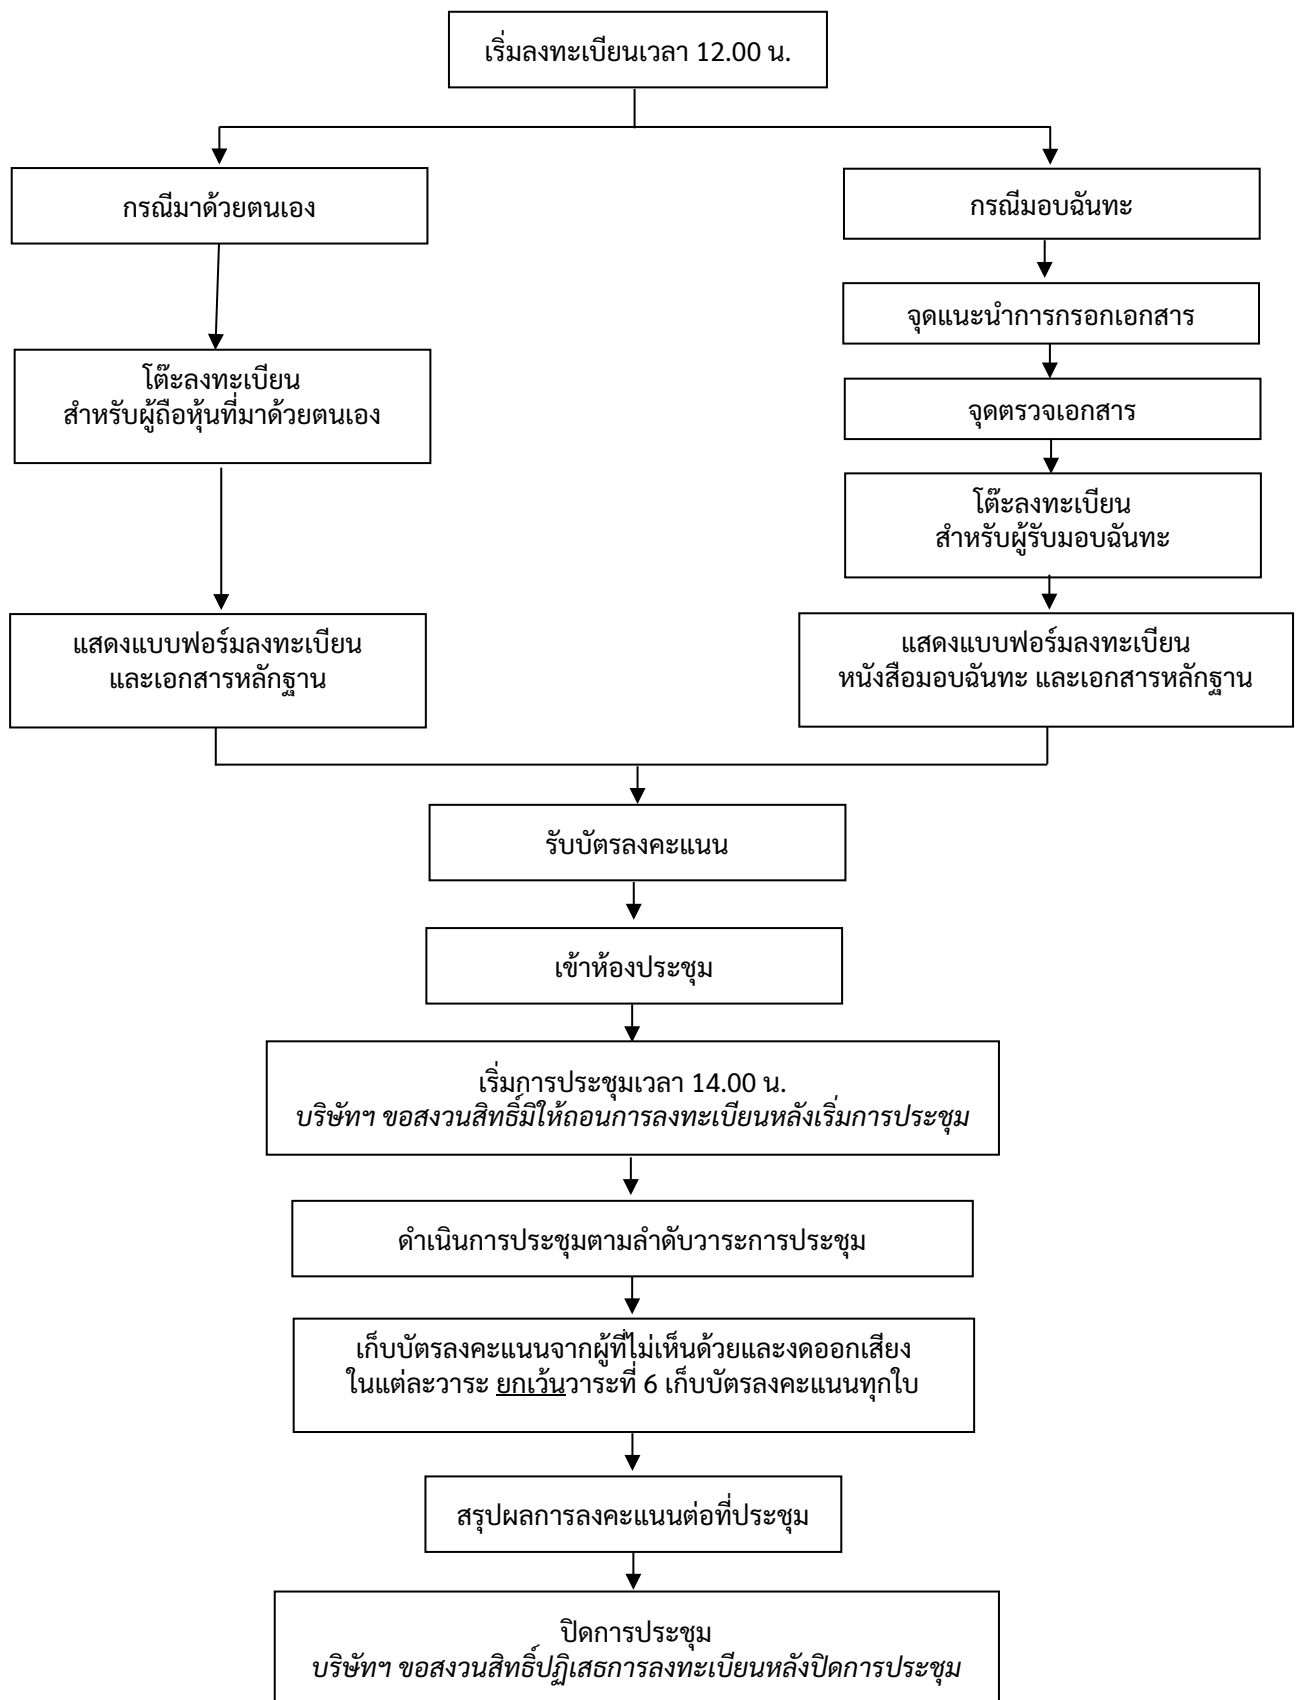 เริ่มลงทะเบียนเวลา 12.00 น.
กรณีมาด้วยตนเอง
กรณีมอบฉันทะ
จุดแนะนำการกรอกเอกสาร
โต๊ะลงทะเบียน
สำหรับผู้ถือหุ้นที่มาด้วยตนเอง
จุดตรวจเอกสาร
โต๊ะลงทะเบียน
สำหรับผู้รับมอบฉันทะ
แสดงแบบฟอร์มลงทะเบียน
และเอกสารหลักฐาน
แสดงแบบฟอร์มลงทะเบียน
หนังสือมอบฉันทะ และเอกสารหลักฐาน
รับบัตรลงคะแนน
เข้าห้องประชุม
เริ่มการประชุมเวลา 14.00 น.
บริษัทฯ ขอสงวนสิทธิ์มิให้ถอนการลงทะเบียนหลังเริ่มการประชุม
ดำเนินการประชุมตามลำดับวาระการประชุม
เก็บบัตรลงคะแนนจากผู้ที่ไม่เห็นด้วยและงดออกเสียง
ในแต่ละวาระ ยกเว้นวาระที่ 6 เก็บบัตรลงคะแนนทุกใบ
สรุปผลการลงคะแนนต่อที่ประชุม
ปิดการประชุม
บริษัทฯ ขอสงวนสิทธิ์ปฏิเสธการลงทะเบียนหลังปิดการประชุม